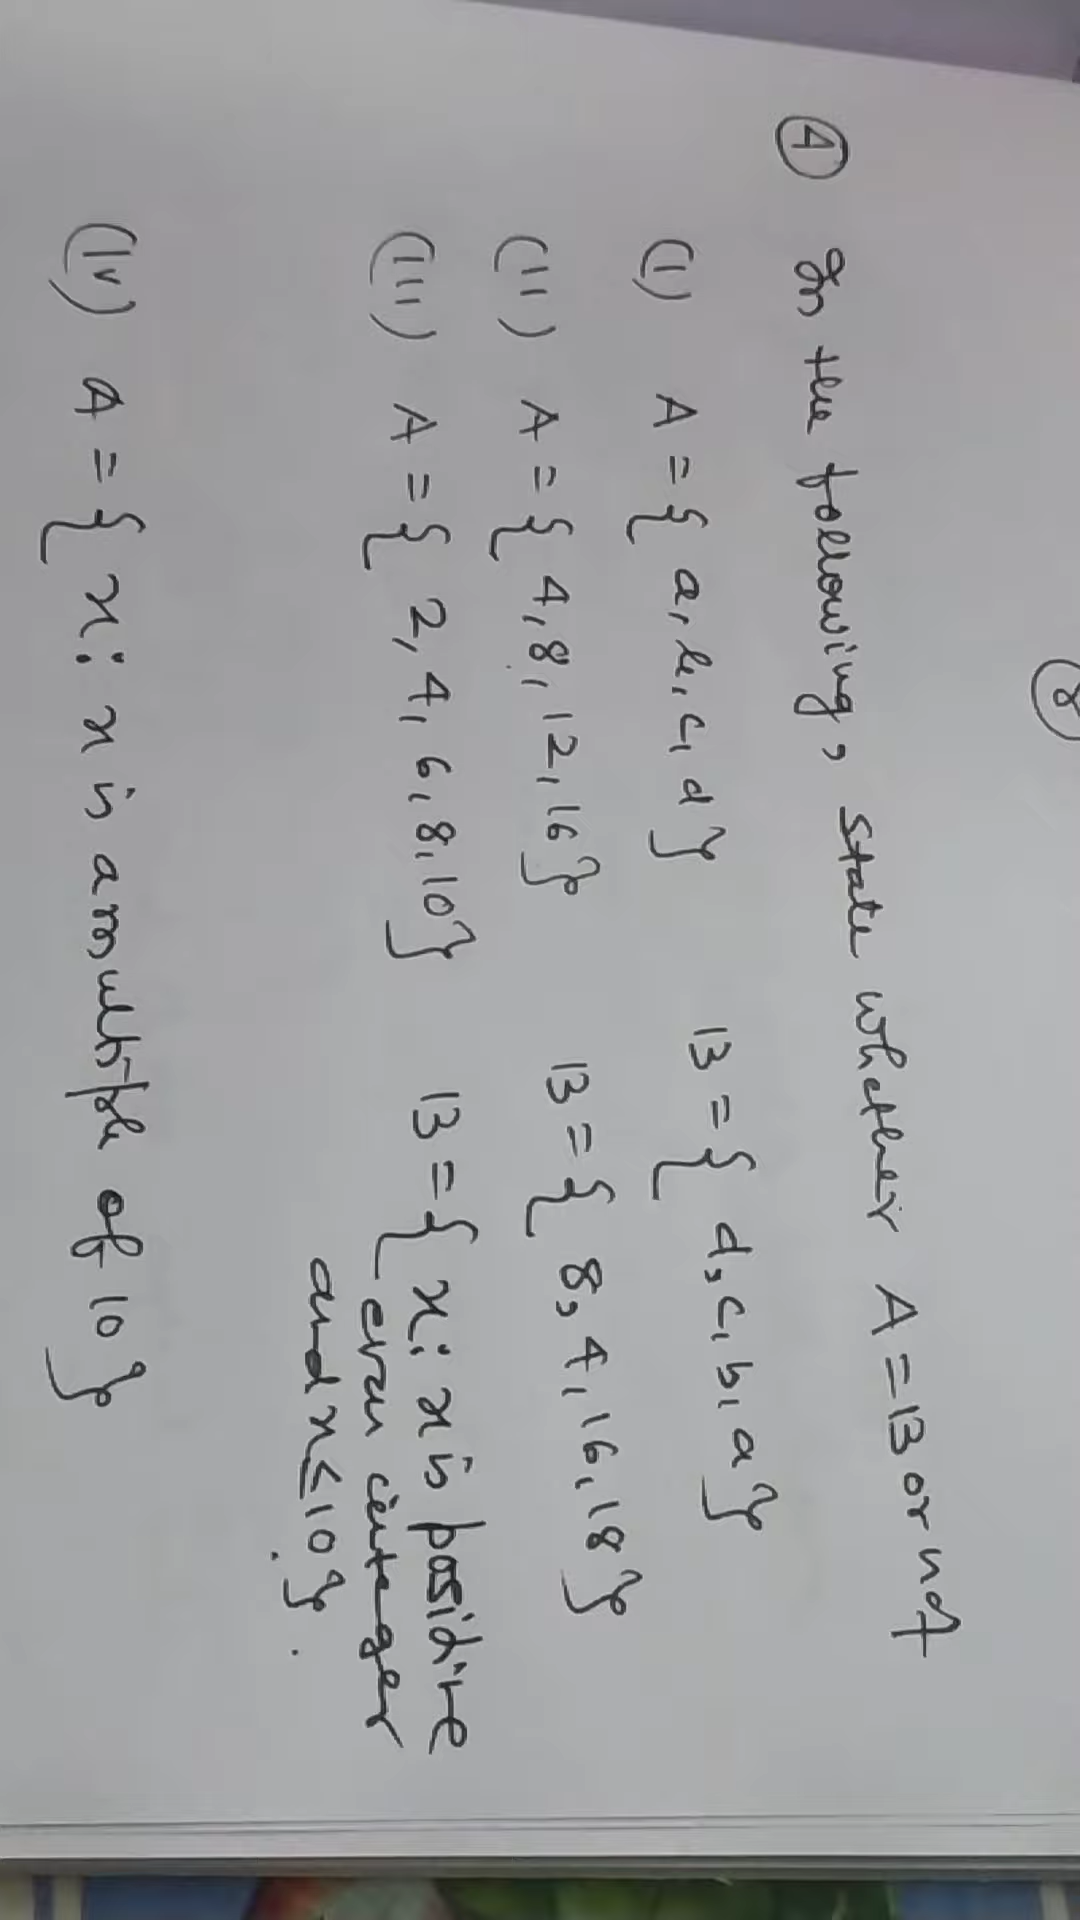 ④ In the following, state whether A = B or not
(i) A = { a, b, c, d } B = { d, c, b, a }
(ii) A = { 4, 8, 12, 16 } B = { 8, 4, 16, 18 }
(iii) A = { 2, 4, 6, 8, 10 } B = { x : x is positive
even integer
and x ≤ 10 } .
(iv) A = { x : x is a multiple of 10 }